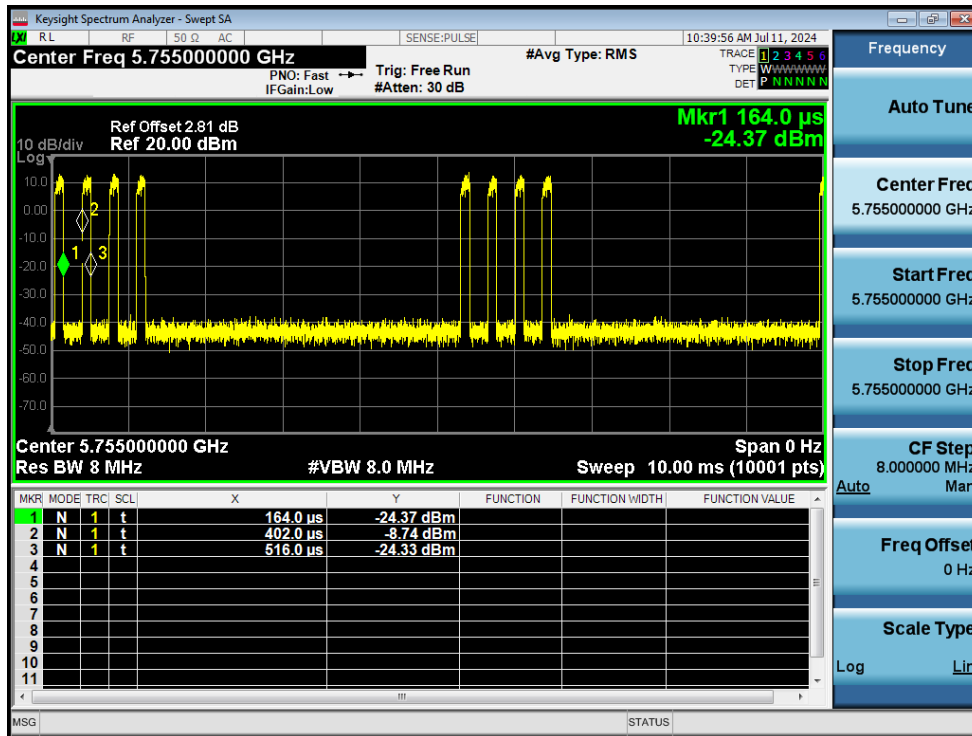 Keysight Spectrum Analyzer - Swept SA
LXI RL RF 50 Ω AC SENSE:PULSE 10:39:56 AM Jul 11, 2024
Center Freq 5.755000000 GHz
PNO: Fast
IFGain:Low
Trig: Free Run
#Atten: 30 dB
#Avg Type: RMS
TRACE 1 2 3 4 5 6
TYPE WWWWWW
DET P N N N N N
Ref Offset 2.81 dB
10 dB/div Ref 20.00 dBm
Log
Mkr1 164.0 µs
-24.37 dBm
10.0
0.00
-10.0
-20.0
-30.0
-40.0
-50.0
-60.0
-70.0
1
2
3
Center 5.755000000 GHz Span 0 Hz
Res BW 8 MHz #VBW 8.0 MHz Sweep 10.00 ms (10001 pts)
MKR MODE TRC SCL X Y FUNCTION FUNCTION WIDTH FUNCTION VALUE
1 N 1 t 164.0 µs -24.37 dBm
2 N 1 t 402.0 µs -8.74 dBm
3 N 1 t 516.0 µs -24.33 dBm
4
5
6
7
8
9
10
11
MSG STATUS
Frequency
Auto Tune
Center Freq
5.755000000 GHz
Start Freq
5.755000000 GHz
Stop Freq
5.755000000 GHz
CF Step
8.000000 MHz
Auto Man
Freq Offset
0 Hz
Scale Type
Log Lin